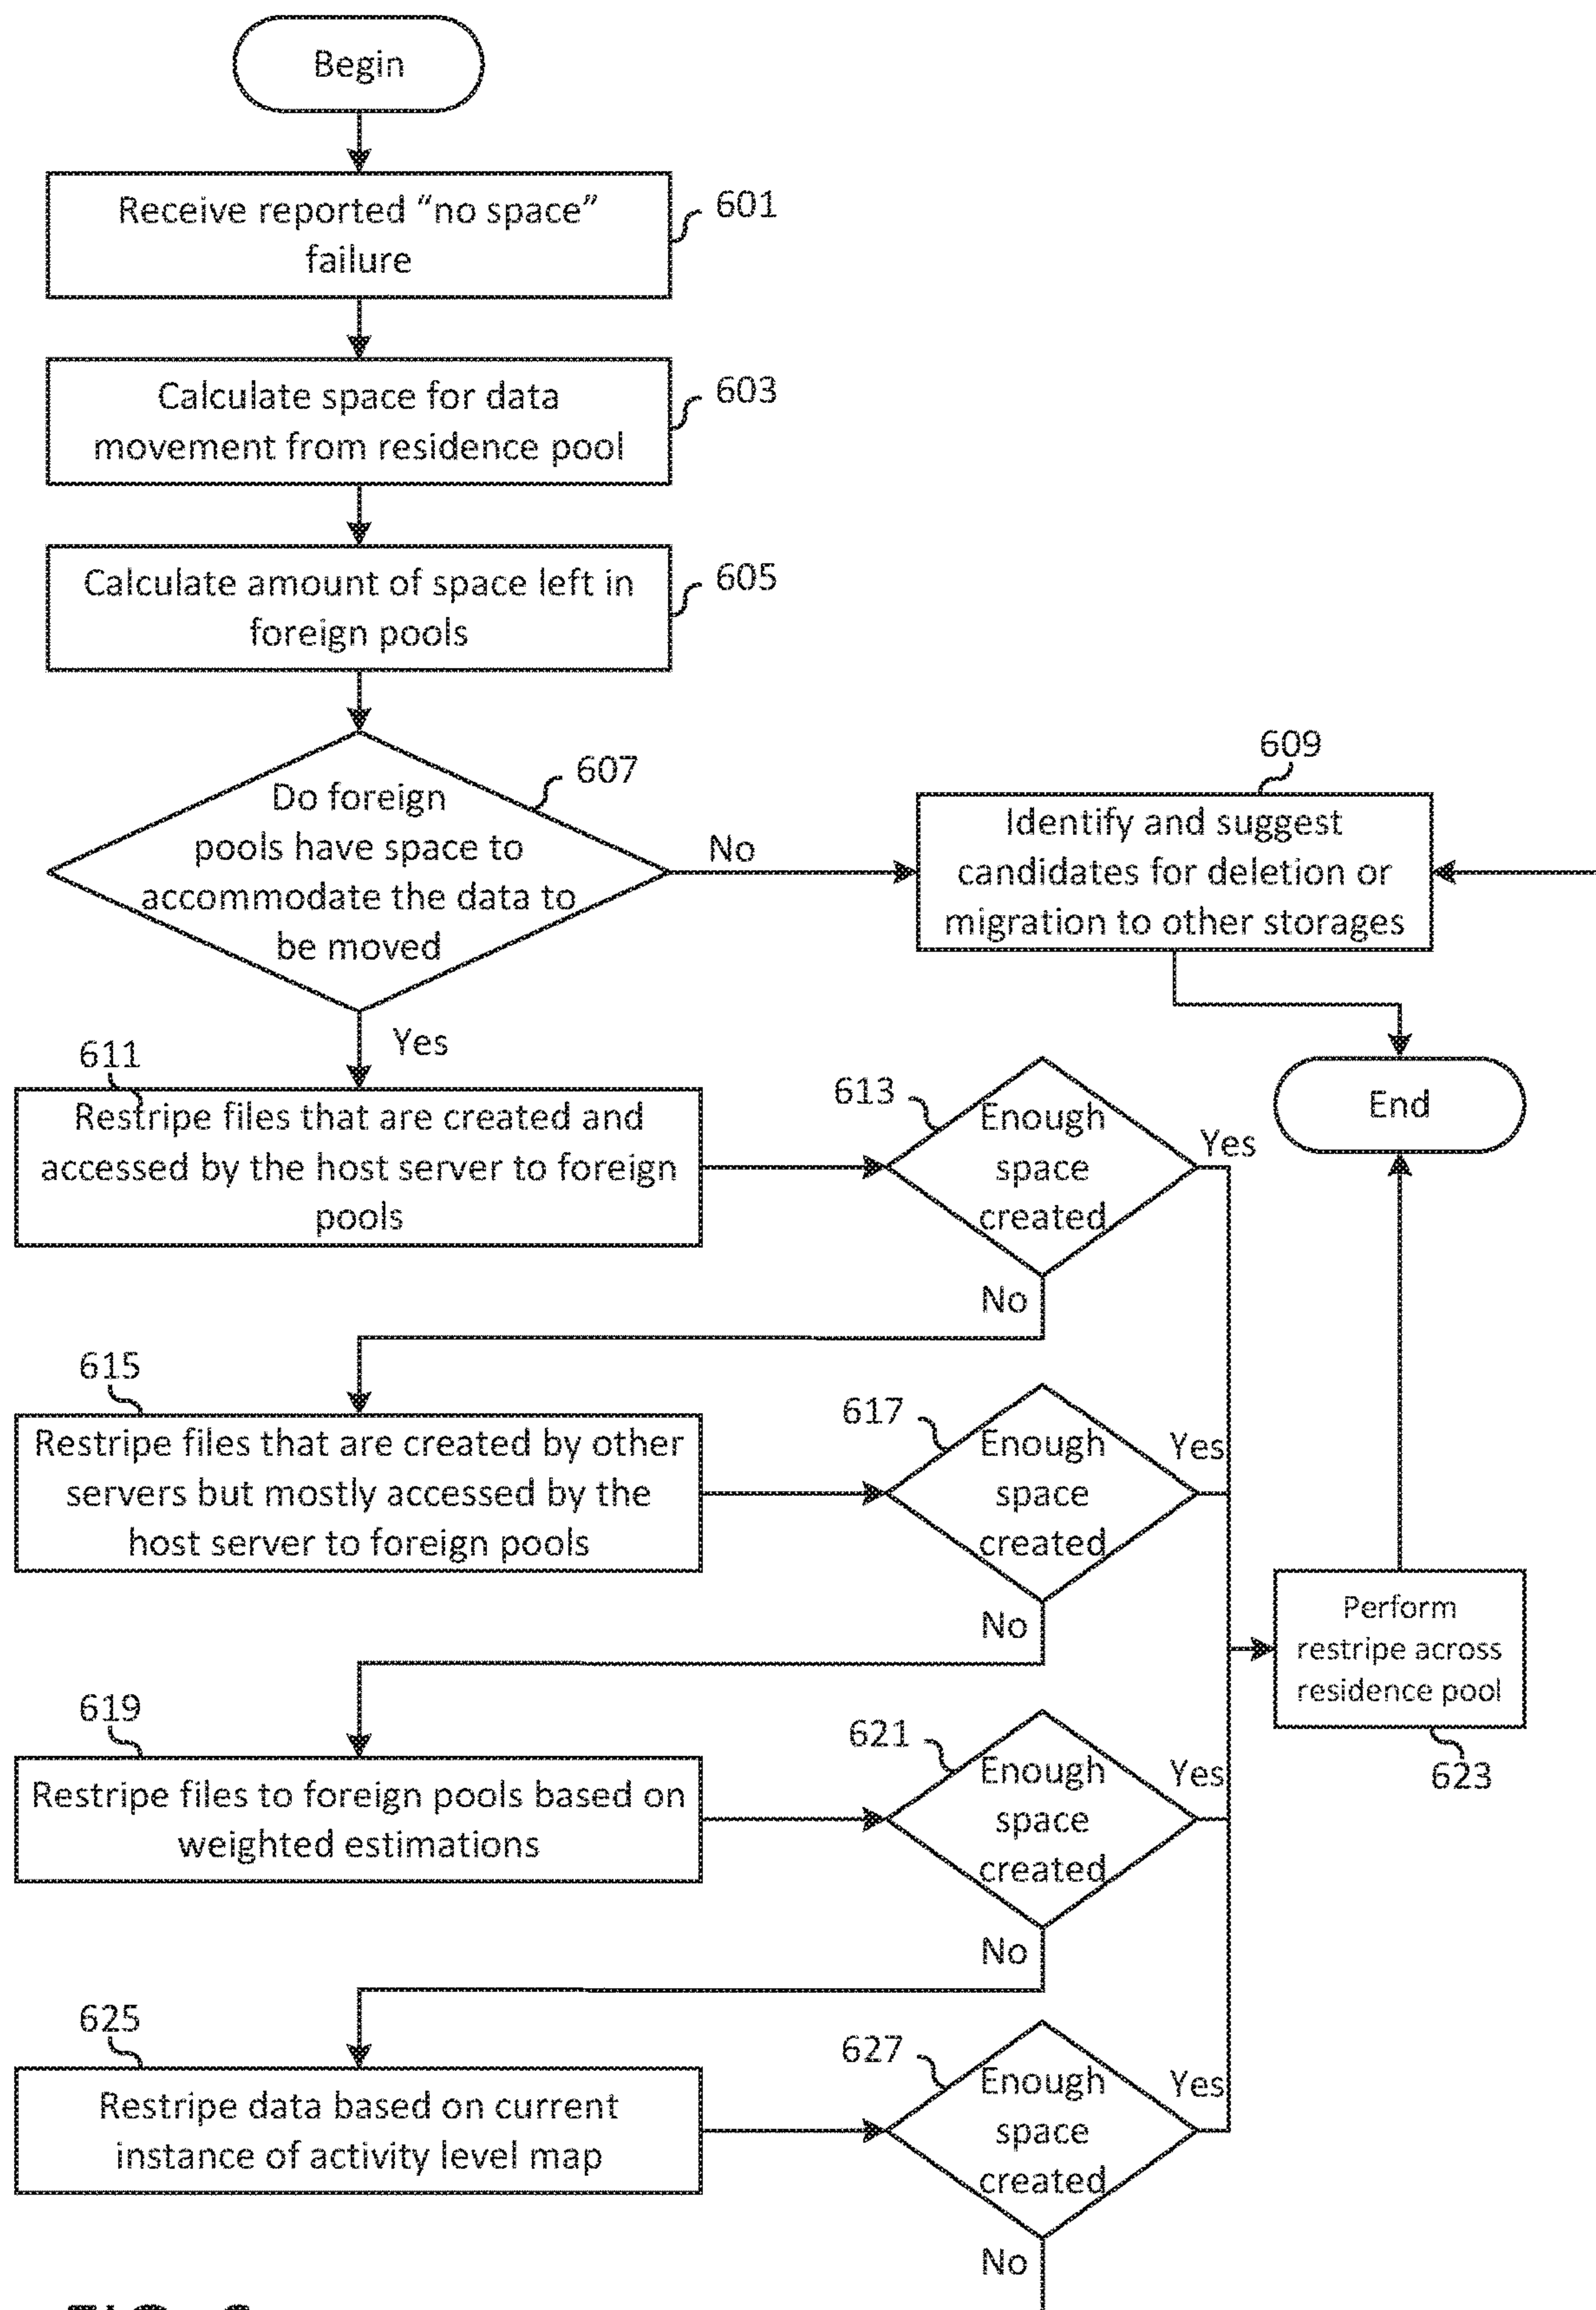 Begin
Receive reported “no space”
failure
601
Calculate space for data
movement from residence pool
603
Calculate amount of space left in
foreign pools
605
Do foreign
pools have space to
accommodate the data to
be moved
607
No
609
Identify and suggest
candidates for deletion or
migration to other storages
Yes
End
611
Restripe files that are created and
accessed by the host server to foreign
pools
613
Enough
space
created
Yes
No
615
Restripe files that are created by other
servers but mostly accessed by the
host server to foreign pools
617
Enough
space
created
Yes
No
Perform
restripe across
residence pool
623
619
Restripe files to foreign pools based on
weighted estimations
621
Enough
space
created
Yes
No
625
Restripe data based on current
instance of activity level map
627
Enough
space
created
Yes
No